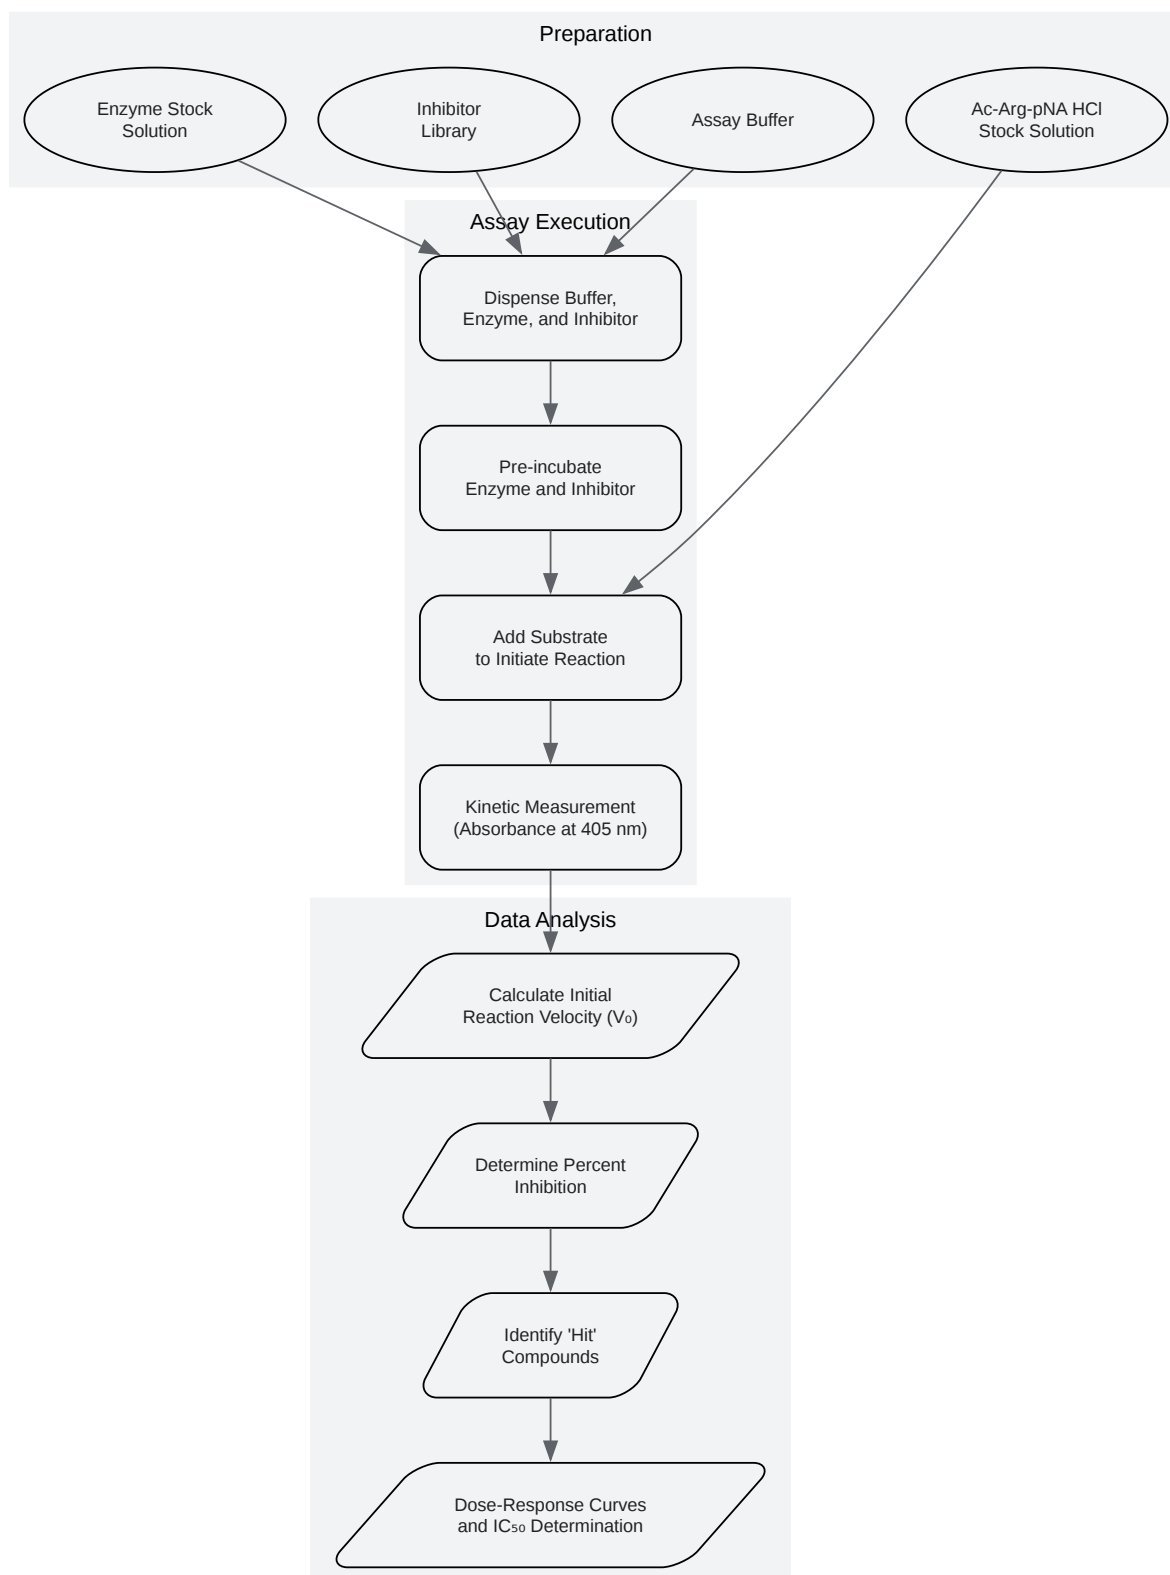 Preparation
Enzyme Stock
Solution
Inhibitor
Library
Assay Buffer
Ac-Arg-pNA HCl
Stock Solution
Assay Execution
Dispense Buffer,
Enzyme, and Inhibitor
Pre-incubate
Enzyme and Inhibitor
Add Substrate
to Initiate Reaction
Kinetic Measurement
(Absorbance at 405 nm)
Data Analysis
Calculate Initial
Reaction Velocity (V₀)
Determine Percent
Inhibition
Identify 'Hit'
Compounds
Dose-Response Curves
and IC₅₀ Determination